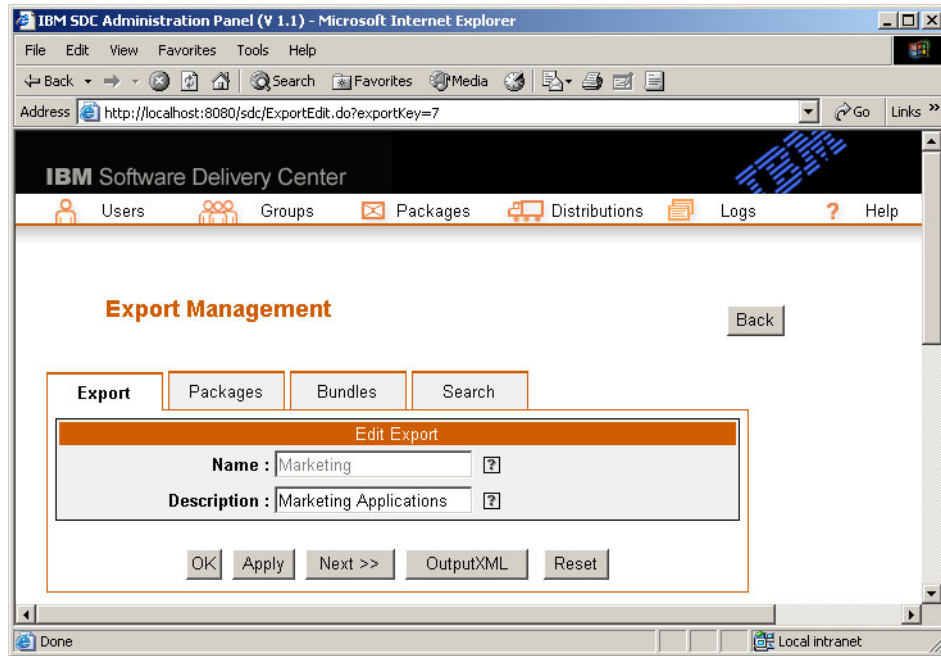 IBM SDC Administration Panel (V 1.1) - Microsoft Internet Explorer
File Edit View Favorites Tools Help
Back Search Favorites Media
Address http://localhost:8080/sdc/ExportEdit.do?exportKey=7 Go Links »
IBM Software Delivery Center IBM
Users Groups Packages Distributions Logs ? Help
Export Management
Back
Export Packages Bundles Search
Edit Export
Name : Marketing ?
Description : Marketing Applications ?
OK Apply Next >> OutputXML Reset
Done Local intranet